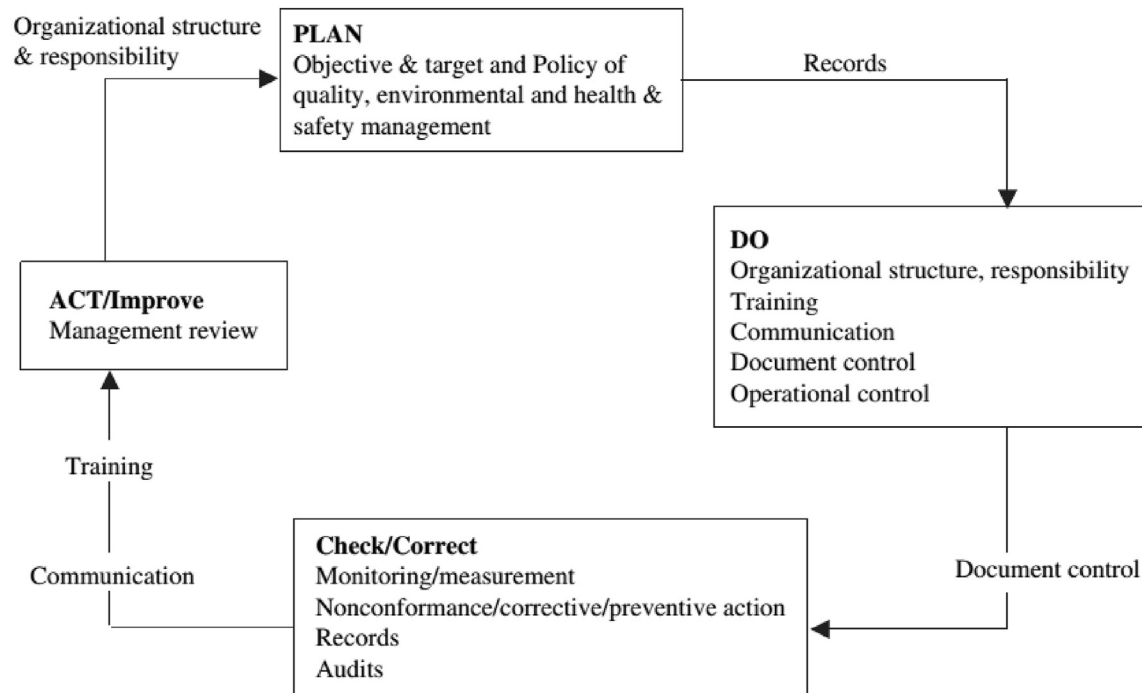 Organizational structure
& responsibility
PLAN
Objective & target and Policy of
quality, environmental and health &
safety management
Records
DO
Organizational structure, responsibility
Training
Communication
Document control
Operational control
ACT/Improve
Management review
Training
Communication
Check/Correct
Monitoring/measurement
Nonconformance/corrective/preventive action
Records
Audits
Document control